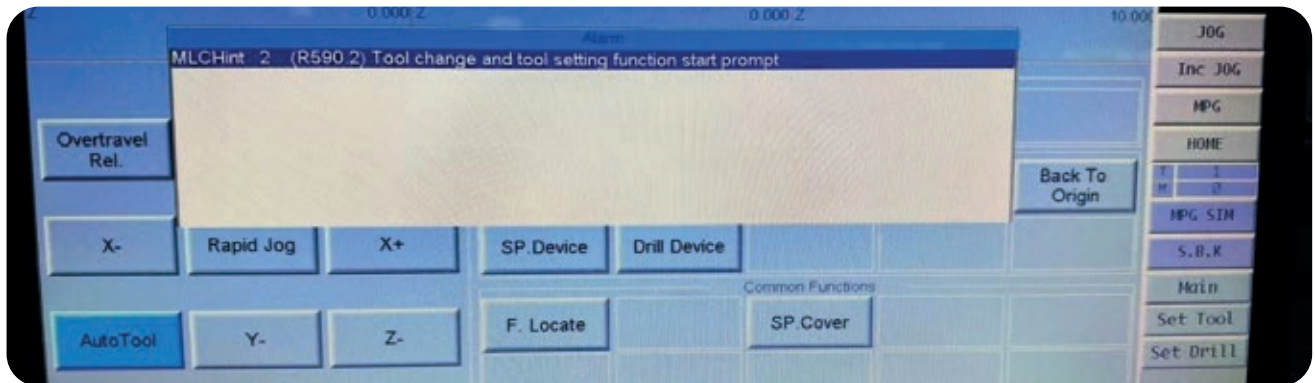 Z 0.000 Z 0.000 Z 10.000
Alarm
MLCHint 2 (R590.2) Tool change and tool setting function start prompt
Overtravel
Rel.
Back To
Origin
X-
Rapid Jog
X+
SP.Device
Drill Device
Common Functions
AutoTool
Y-
Z-
F. Locate
SP.Cover
JOG
Inc JOG
MPG
HOME
T 1
M 0
MPG SIM
S.B.K
Main
Set Tool
Set Drill